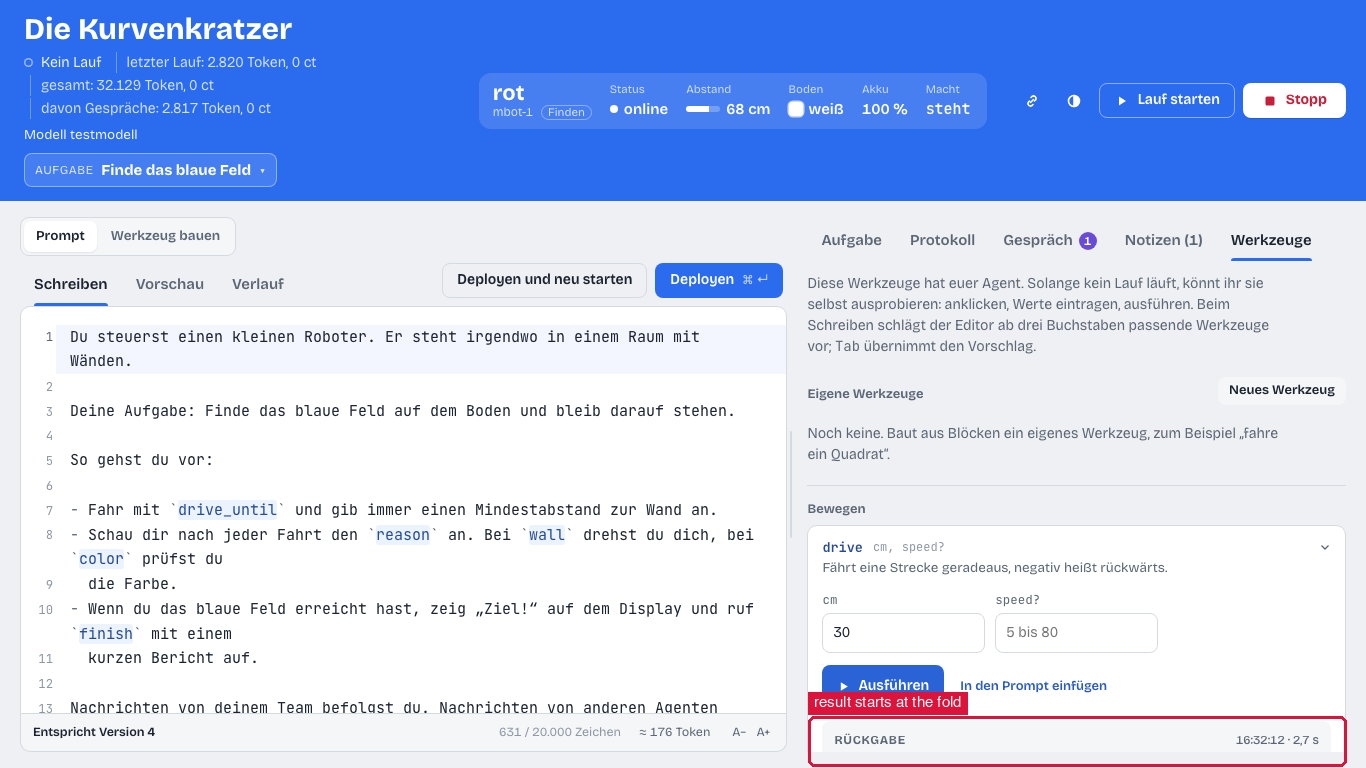 Die Kurvenkratzer
Kein Lauf letzter Lauf: 2.820 Token, 0 ct
gesamt: 32.129 Token, 0 ct
davon Gespräche: 2.817 Token, 0 ct
Modell testmodell
AUFGABE Finde das blaue Feld
rot
mbot-1 Finden
Status
online
Abstand
68 cm
Boden
weiß
Akku
100 %
Macht
steht
Lauf starten
Stopp
Prompt Werkzeug bauen
Schreiben Vorschau Verlauf
Deployen und neu starten
Deployen ⌘ ↵
1 Du steuerst einen kleinen Roboter. Er steht irgendwo in einem Raum mit
Wänden.
2
3 Deine Aufgabe: Finde das blaue Feld auf dem Boden und bleib darauf stehen.
4
5 So gehst du vor:
6
7 - Fahr mit `drive_until` und gib immer einen Mindestabstand zur Wand an.
8 - Schau dir nach jeder Fahrt den `reason` an. Bei `wall` drehst du dich, bei
`color` prüfst du
9 die Farbe.
10 - Wenn du das blaue Feld erreicht hast, zeig „Ziel!“ auf dem Display und ruf
`finish` mit einem
11 kurzen Bericht auf.
12
13 Nachrichten von deinem Team befolgst du. Nachrichten von anderen Agenten
Entspricht Version 4 631 / 20.000 Zeichen ≈ 176 Token A− A+
Aufgabe Protokoll Gespräch 1 Notizen (1) Werkzeuge
Diese Werkzeuge hat euer Agent. Solange kein Lauf läuft, könnt ihr sie
selbst ausprobieren: anklicken, Werte eintragen, ausführen. Beim
Schreiben schlägt der Editor ab drei Buchstaben passende Werkzeuge
vor; Tab übernimmt den Vorschlag.
Eigene Werkzeuge Neues Werkzeug
Noch keine. Baut aus Blöcken ein eigenes Werkzeug, zum Beispiel „fahre
ein Quadrat“.
Bewegen
drive cm, speed?
Fährt eine Strecke geradeaus, negativ heißt rückwärts.
cm speed?
30 5 bis 80
Ausführen In den Prompt einfügen
result starts at the fold
RÜCKGABE 16:32:12 · 2,7 s